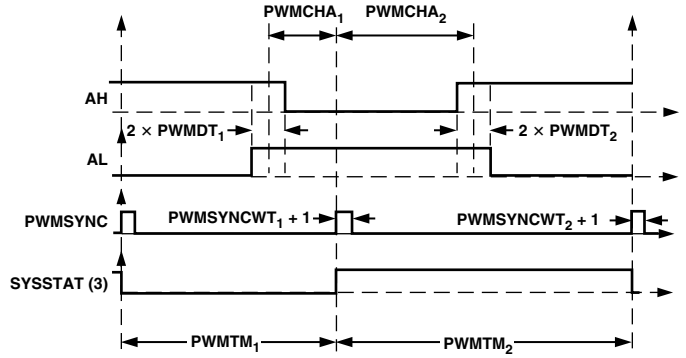 PWMCHA₁ PWMCHA₂
AH
2 × PWMDT₁ 2 × PWMDT₂
AL
PWMSYNC PWMSYNCWT₁ + 1 PWMSYNCWT₂ + 1
SYSSTAT (3)
PWMTM₁ PWMTM₂